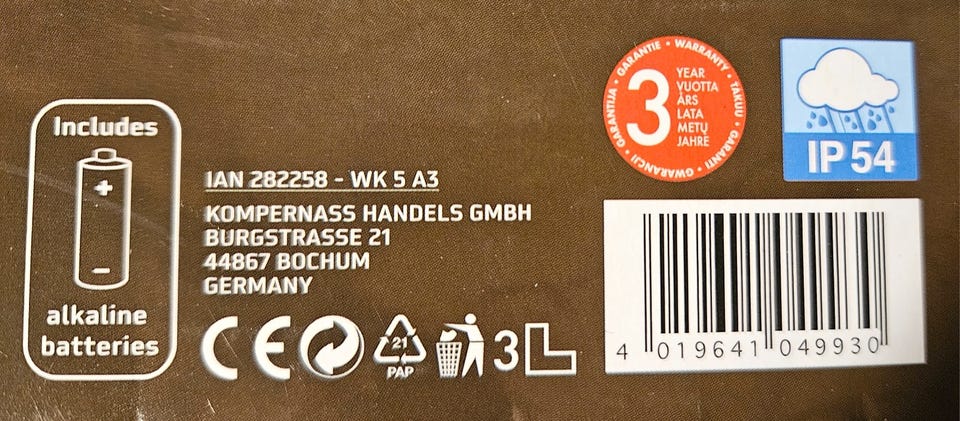 Includes
+
–
alkaline
batteries
IAN 282258 - WK 5 A3
KOMPERNASS HANDELS GMBH
BURGSTRASSE 21
44867 BOCHUM
GERMANY
CE
21
PAP
3L
GARANTIE • WARRANTY • TAKUU • GARANTI • GWARANCJI • GARANTIJA •
3
YEAR
VUOTTA
ÅRS
LATA
METŲ
JAHRE
IP 54
4 019641 049930